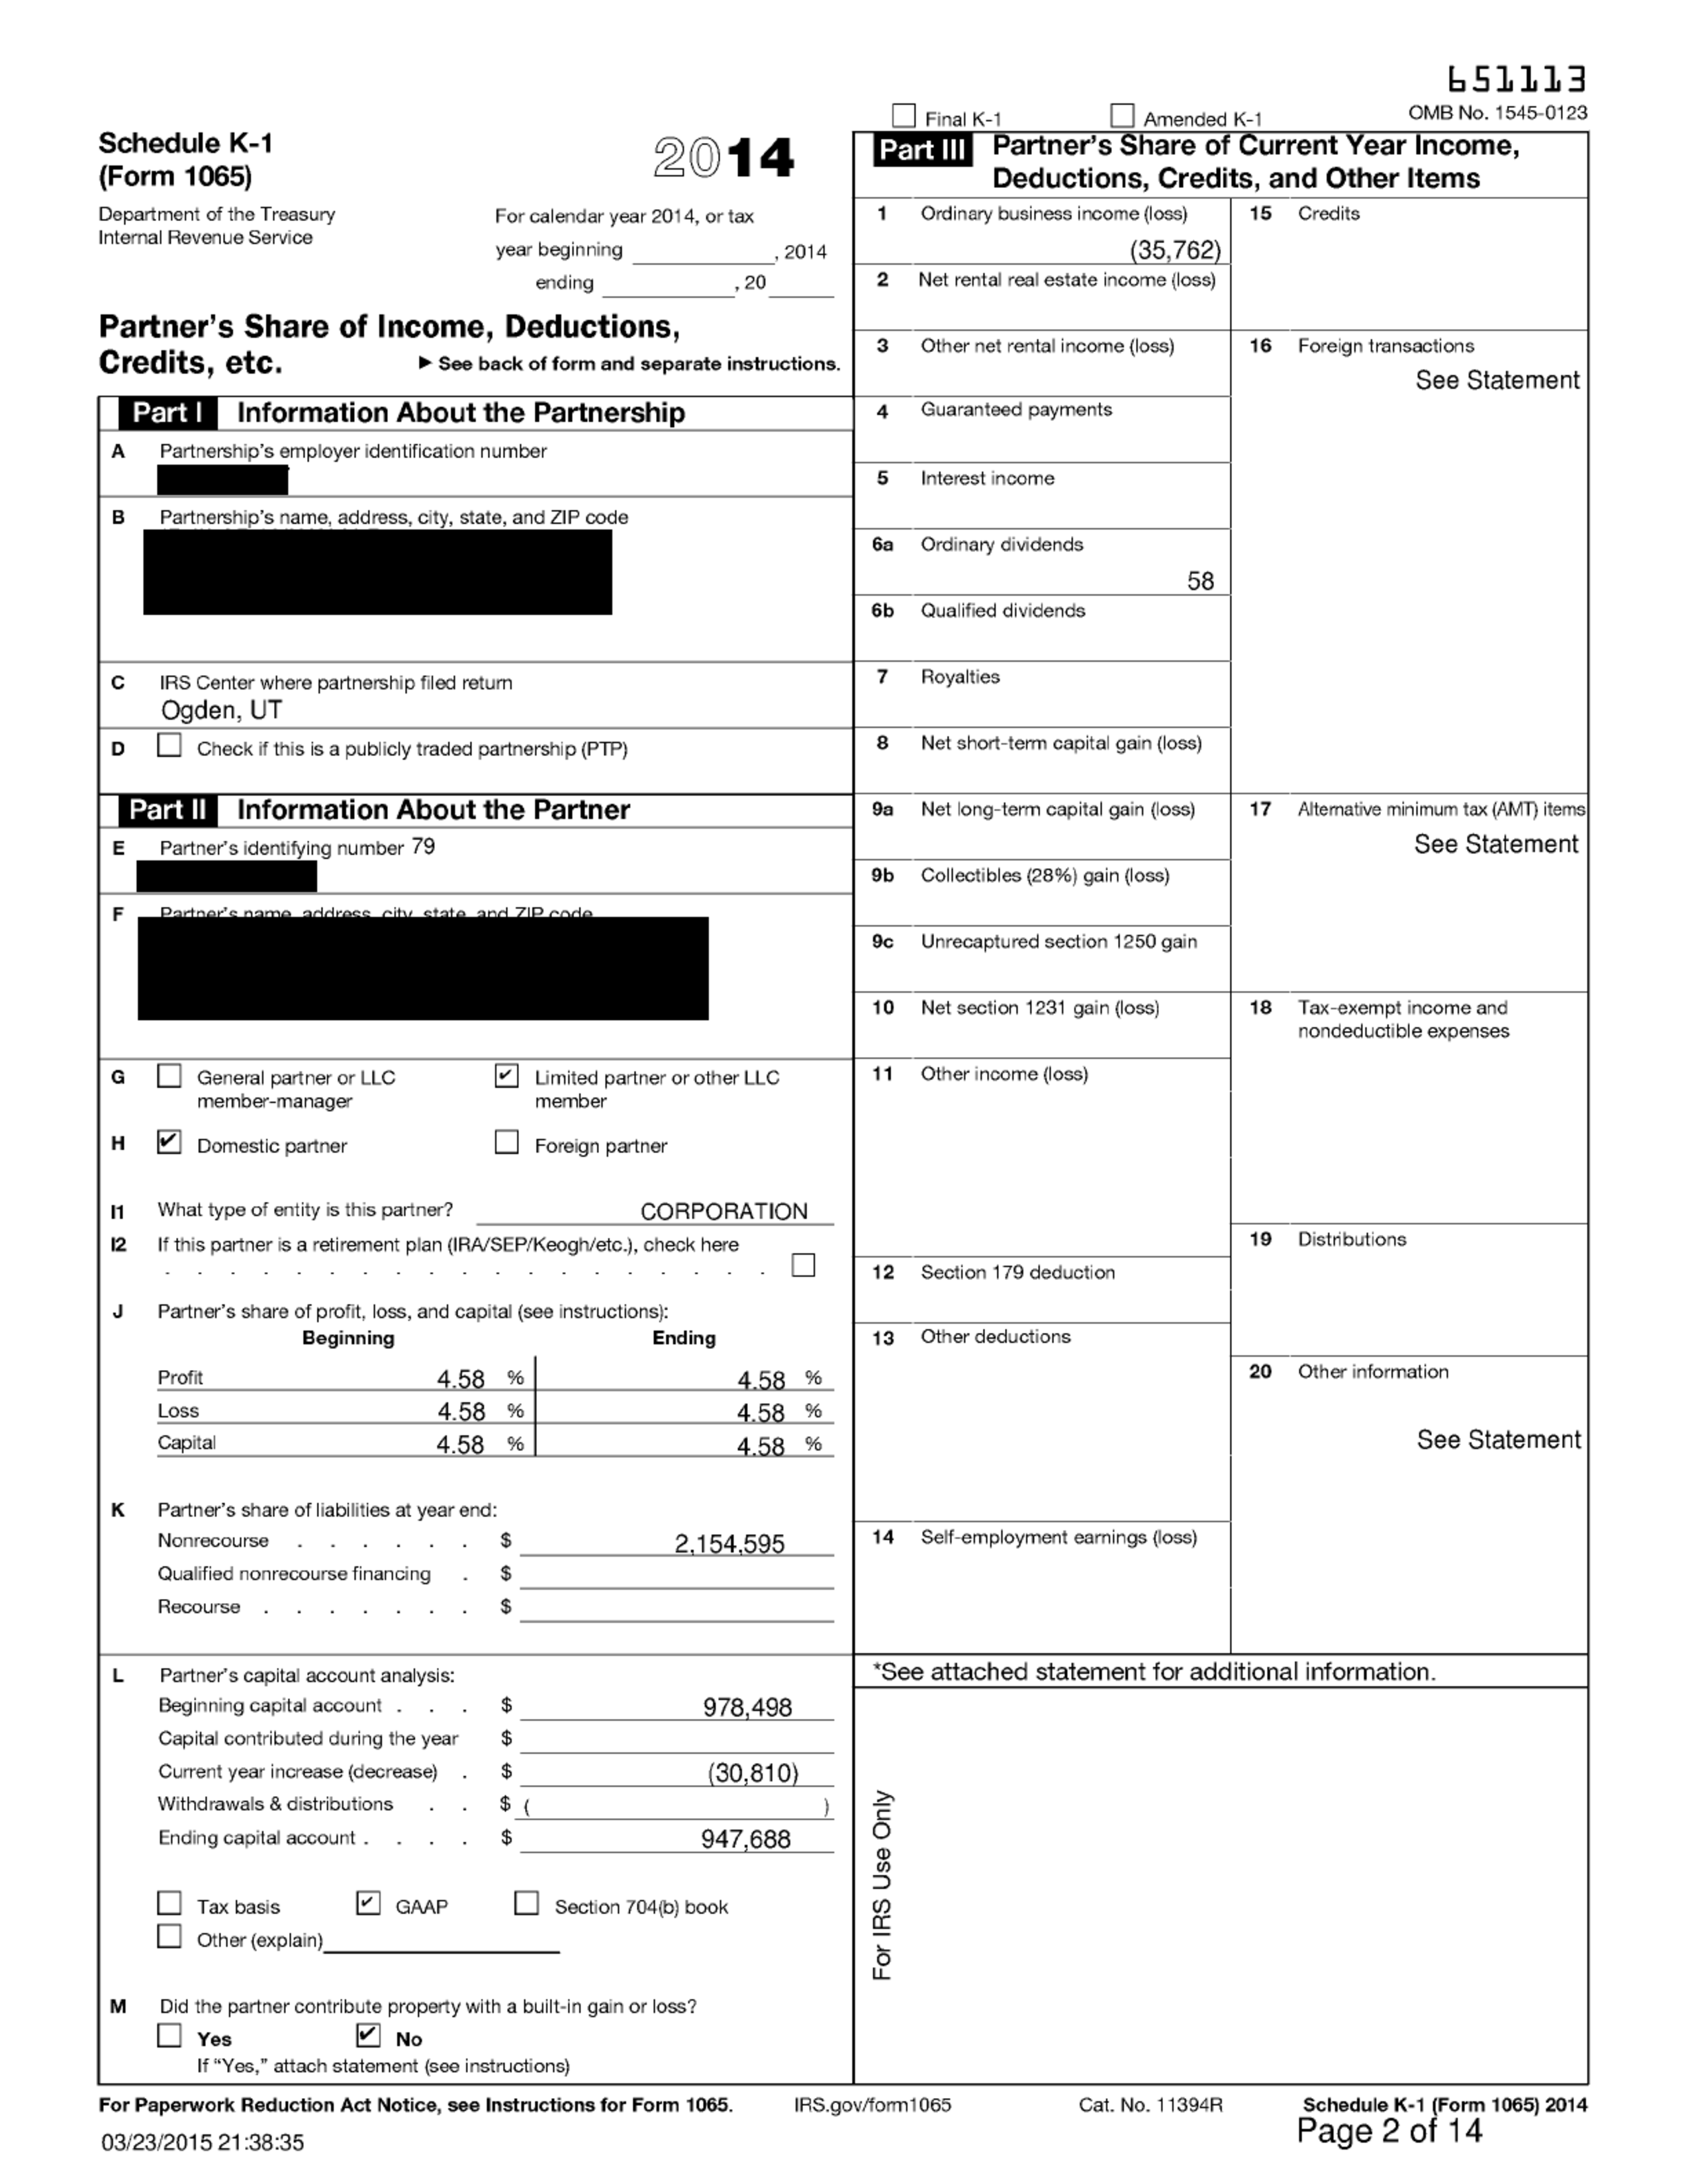 651113
Final K-1
Amended K-1
OMB No. 1545-0123
Schedule K-1
(Form 1065)
2014
Department of the Treasury
Internal Revenue Service
For calendar year 2014, or tax
year beginning , 2014
ending , 20
Partner's Share of Income, Deductions,
Credits, etc. ► See back of form and separate instructions.
Part I Information About the Partnership
A Partnership's employer identification number
B Partnership's name, address, city, state, and ZIP code
C IRS Center where partnership filed return
Ogden, UT
D Check if this is a publicly traded partnership (PTP)
Part II Information About the Partner
E Partner's identifying number 79
F Partner's name, address, city, state, and ZIP code
G General partner or LLC
member-manager
✔ Limited partner or other LLC
member
H ✔ Domestic partner
Foreign partner
I1 What type of entity is this partner? CORPORATION
I2 If this partner is a retirement plan (IRA/SEP/Keogh/etc.), check here
. . . . . . . . . . . . . . . . . . .
J Partner's share of profit, loss, and capital (see instructions):
Beginning Ending
Profit 4.58 % 4.58 %
Loss 4.58 % 4.58 %
Capital 4.58 % 4.58 %
K Partner's share of liabilities at year end:
Nonrecourse . . . . . . $ 2,154,595
Qualified nonrecourse financing . $
Recourse . . . . . . . $
L Partner's capital account analysis:
Beginning capital account . . . $ 978,498
Capital contributed during the year $
Current year increase (decrease) . $ (30,810)
Withdrawals & distributions . . $ ( )
Ending capital account . . . . $ 947,688
Tax basis ✔ GAAP Section 704(b) book
Other (explain)
M Did the partner contribute property with a built-in gain or loss?
Yes ✔ No
If "Yes," attach statement (see instructions)
Part III Partner's Share of Current Year Income,
Deductions, Credits, and Other Items
1 Ordinary business income (loss)
(35,762)
2 Net rental real estate income (loss)
3 Other net rental income (loss)
4 Guaranteed payments
5 Interest income
6a Ordinary dividends
58
6b Qualified dividends
7 Royalties
8 Net short-term capital gain (loss)
9a Net long-term capital gain (loss)
9b Collectibles (28%) gain (loss)
9c Unrecaptured section 1250 gain
10 Net section 1231 gain (loss)
11 Other income (loss)
12 Section 179 deduction
13 Other deductions
14 Self-employment earnings (loss)
15 Credits
16 Foreign transactions
See Statement
17 Alternative minimum tax (AMT) items
See Statement
18 Tax-exempt income and
nondeductible expenses
19 Distributions
20 Other information
See Statement
*See attached statement for additional information.
For IRS Use Only
For Paperwork Reduction Act Notice, see Instructions for Form 1065. IRS.gov/form1065 Cat. No. 11394R Schedule K-1 (Form 1065) 2014
03/23/2015 21:38:35
Page 2 of 14